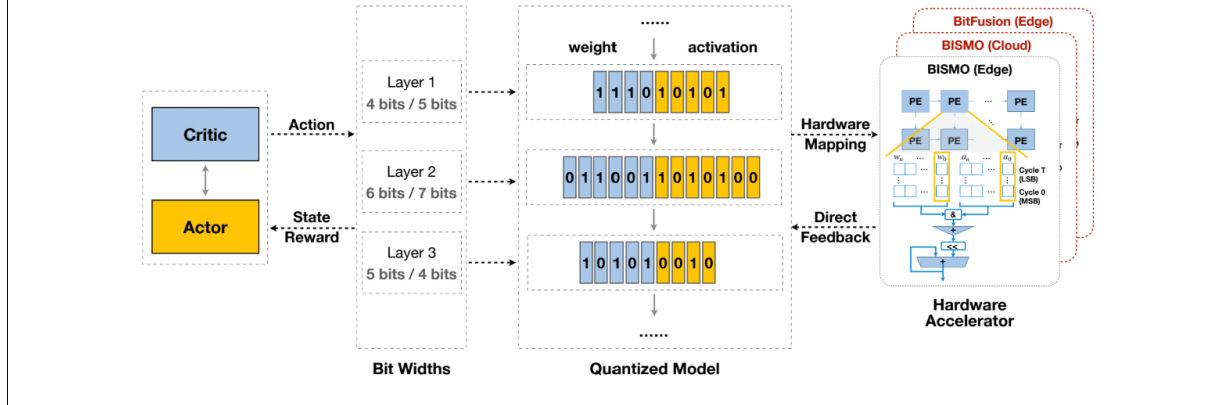 BitFusion (Edge)
BISMO (Cloud)
BISMO (Edge)
......
weight activation
Layer 1
4 bits / 5 bits
1 1 1 0 1 0 1 0 1
PE PE ... PE
Critic
Action
Hardware
Mapping
...
PE PE PE
Layer 2
6 bits / 7 bits
0 1 1 0 0 1 1 0 1 0 1 0 0
wn ... w0 an ... a0
Cycle T
(LSB)
Cycle 0
(MSB)
Actor
State
Reward
Direct
Feedback
&
+
<<
+
Layer 3
5 bits / 4 bits
1 0 1 0 1 0 0 1 0
......
Hardware
Accelerator
Bit Widths
Quantized Model